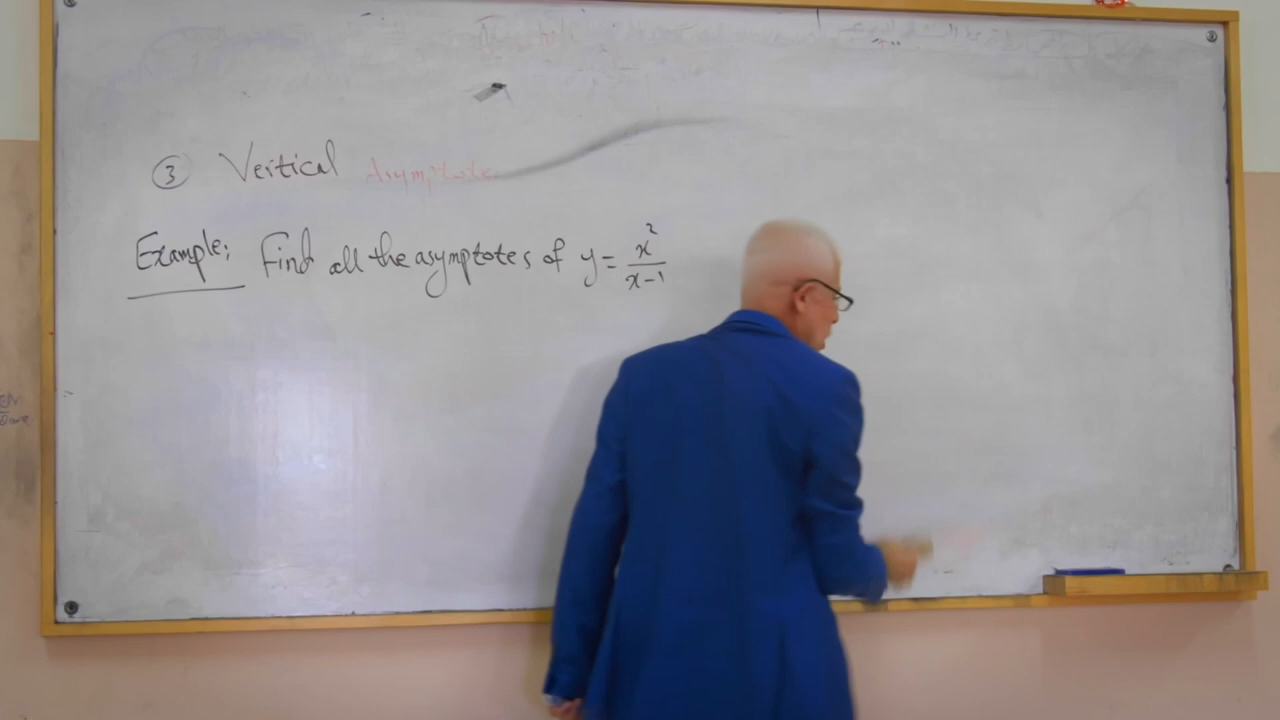 ③ Vertical Asymptote
Example: Find all the asymptotes of y = x²/(x-1)